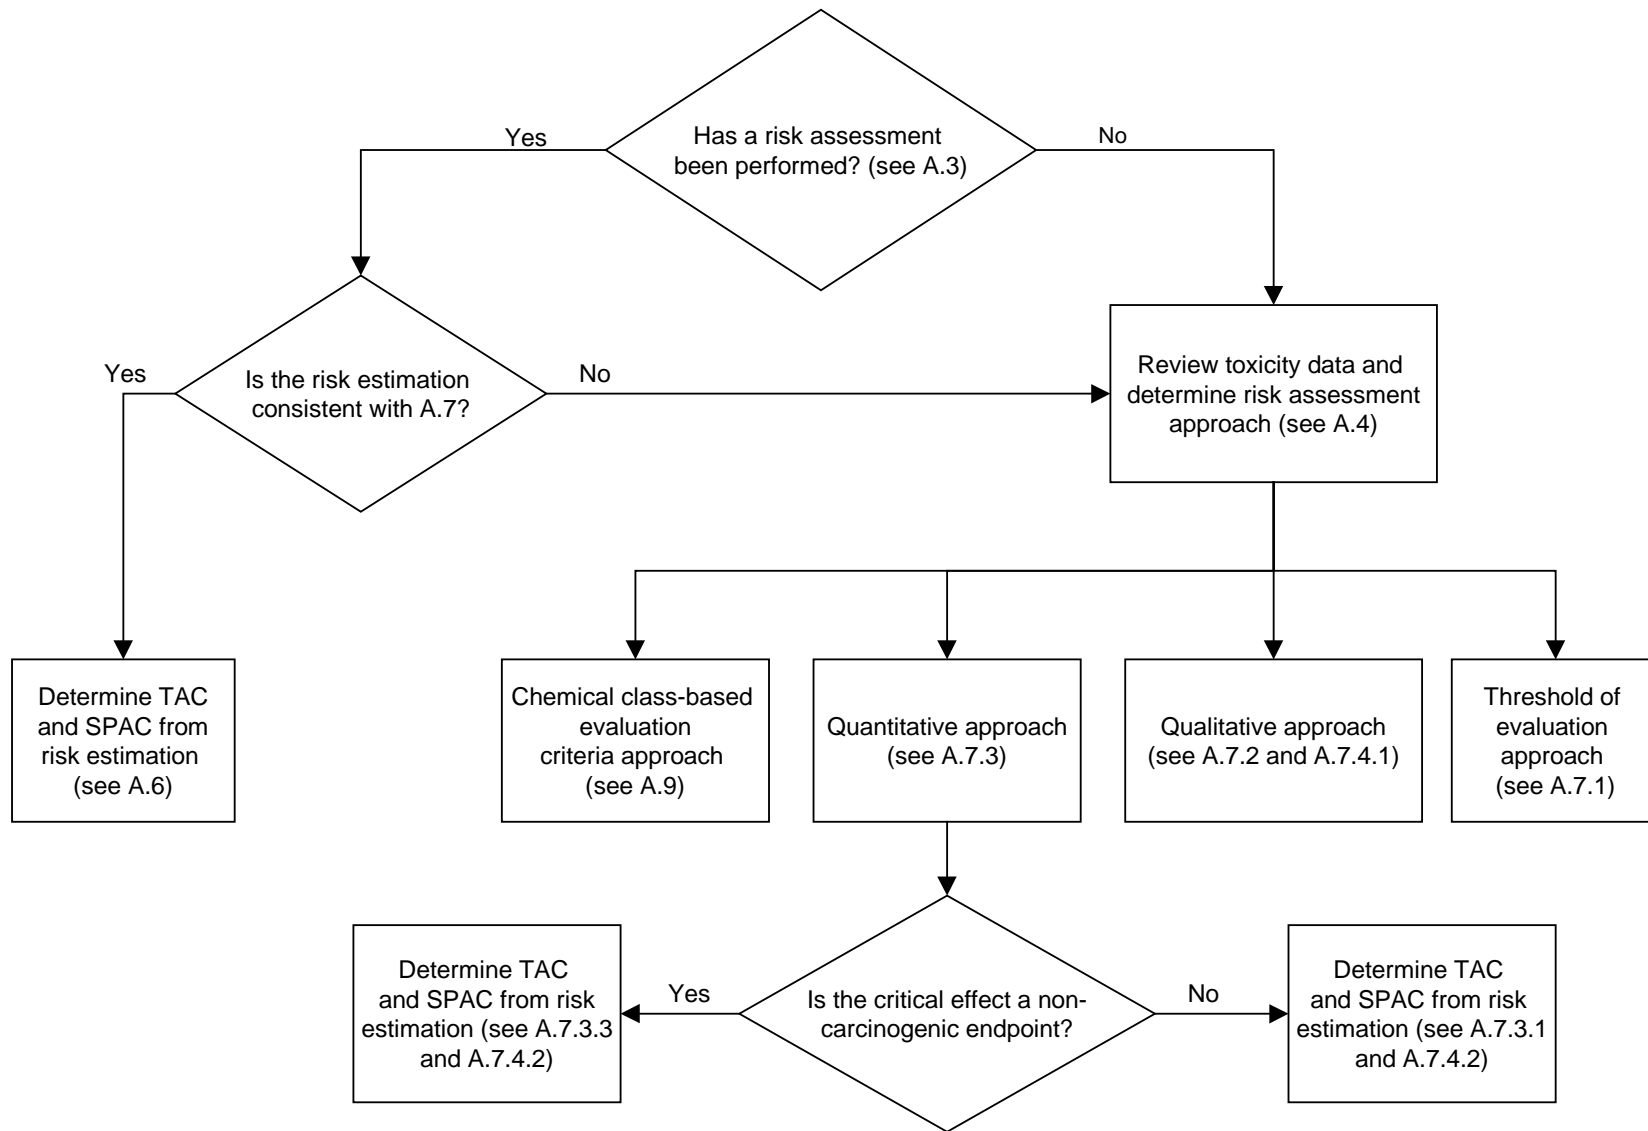 Has a risk assessment
been performed? (see A.3)
Yes
No
Is the risk estimation
consistent with A.7?
Yes
No
Review toxicity data and
determine risk assessment
approach (see A.4)
Determine TAC
and SPAC from
risk estimation
(see A.6)
Chemical class-based
evaluation
criteria approach
(see A.9)
Quantitative approach
(see A.7.3)
Qualitative approach
(see A.7.2 and A.7.4.1)
Threshold of
evaluation
approach
(see A.7.1)
Determine TAC
and SPAC from risk
estimation (see A.7.3.3
and A.7.4.2)
Yes
Is the critical effect a non-
carcinogenic endpoint?
No
Determine TAC
and SPAC from risk
estimation (see A.7.3.1
and A.7.4.2)